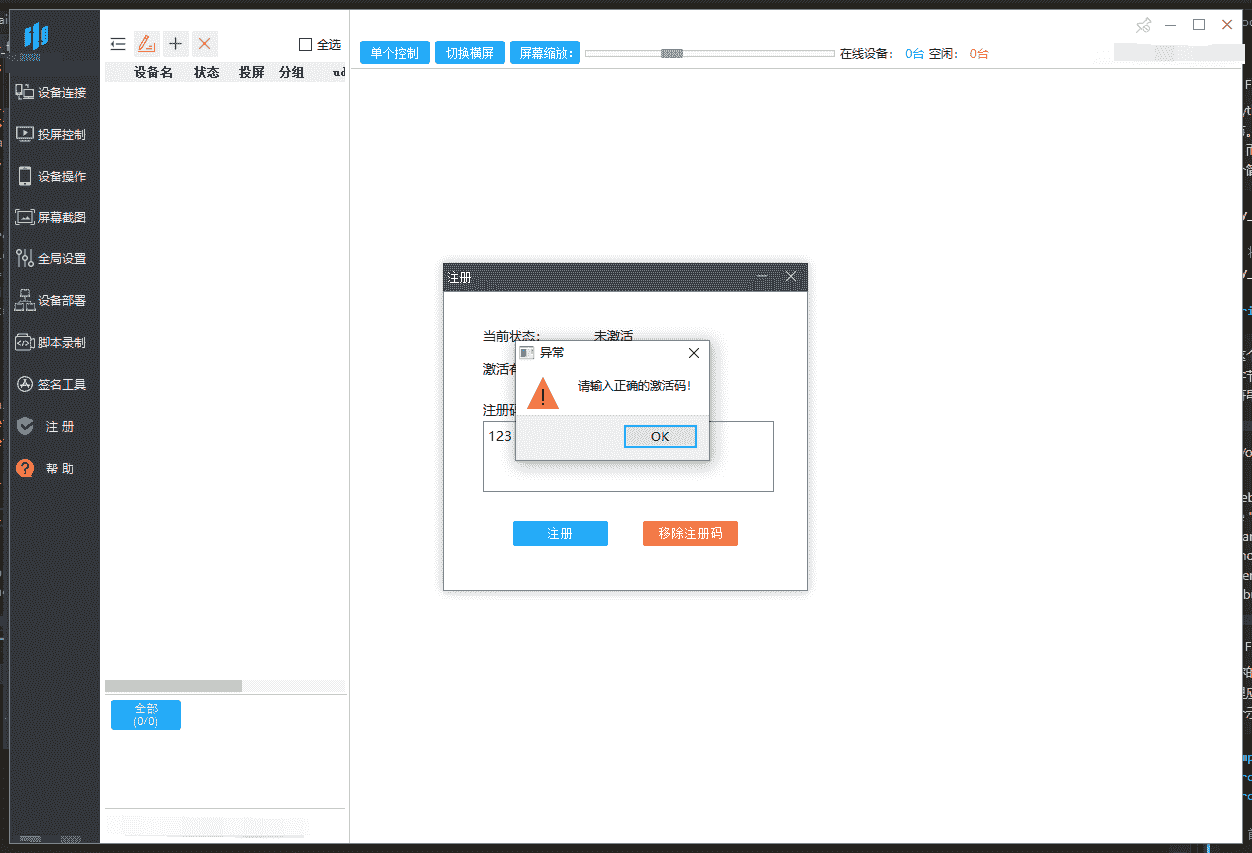 全选
单个控制 切换横屏 屏幕缩放: 在线设备: 0台 空闲: 0台
设备名 状态 投屏 分组
设备连接
投屏控制
设备操作
屏幕截图
全局设置
设备部署
脚本录制
签名工具
注 册
帮 助
注册
当前状态: 未激活
激活
异常
请输入正确的激活码!
OK
注册码
123
注册 移除注册码
全部
(0/0)